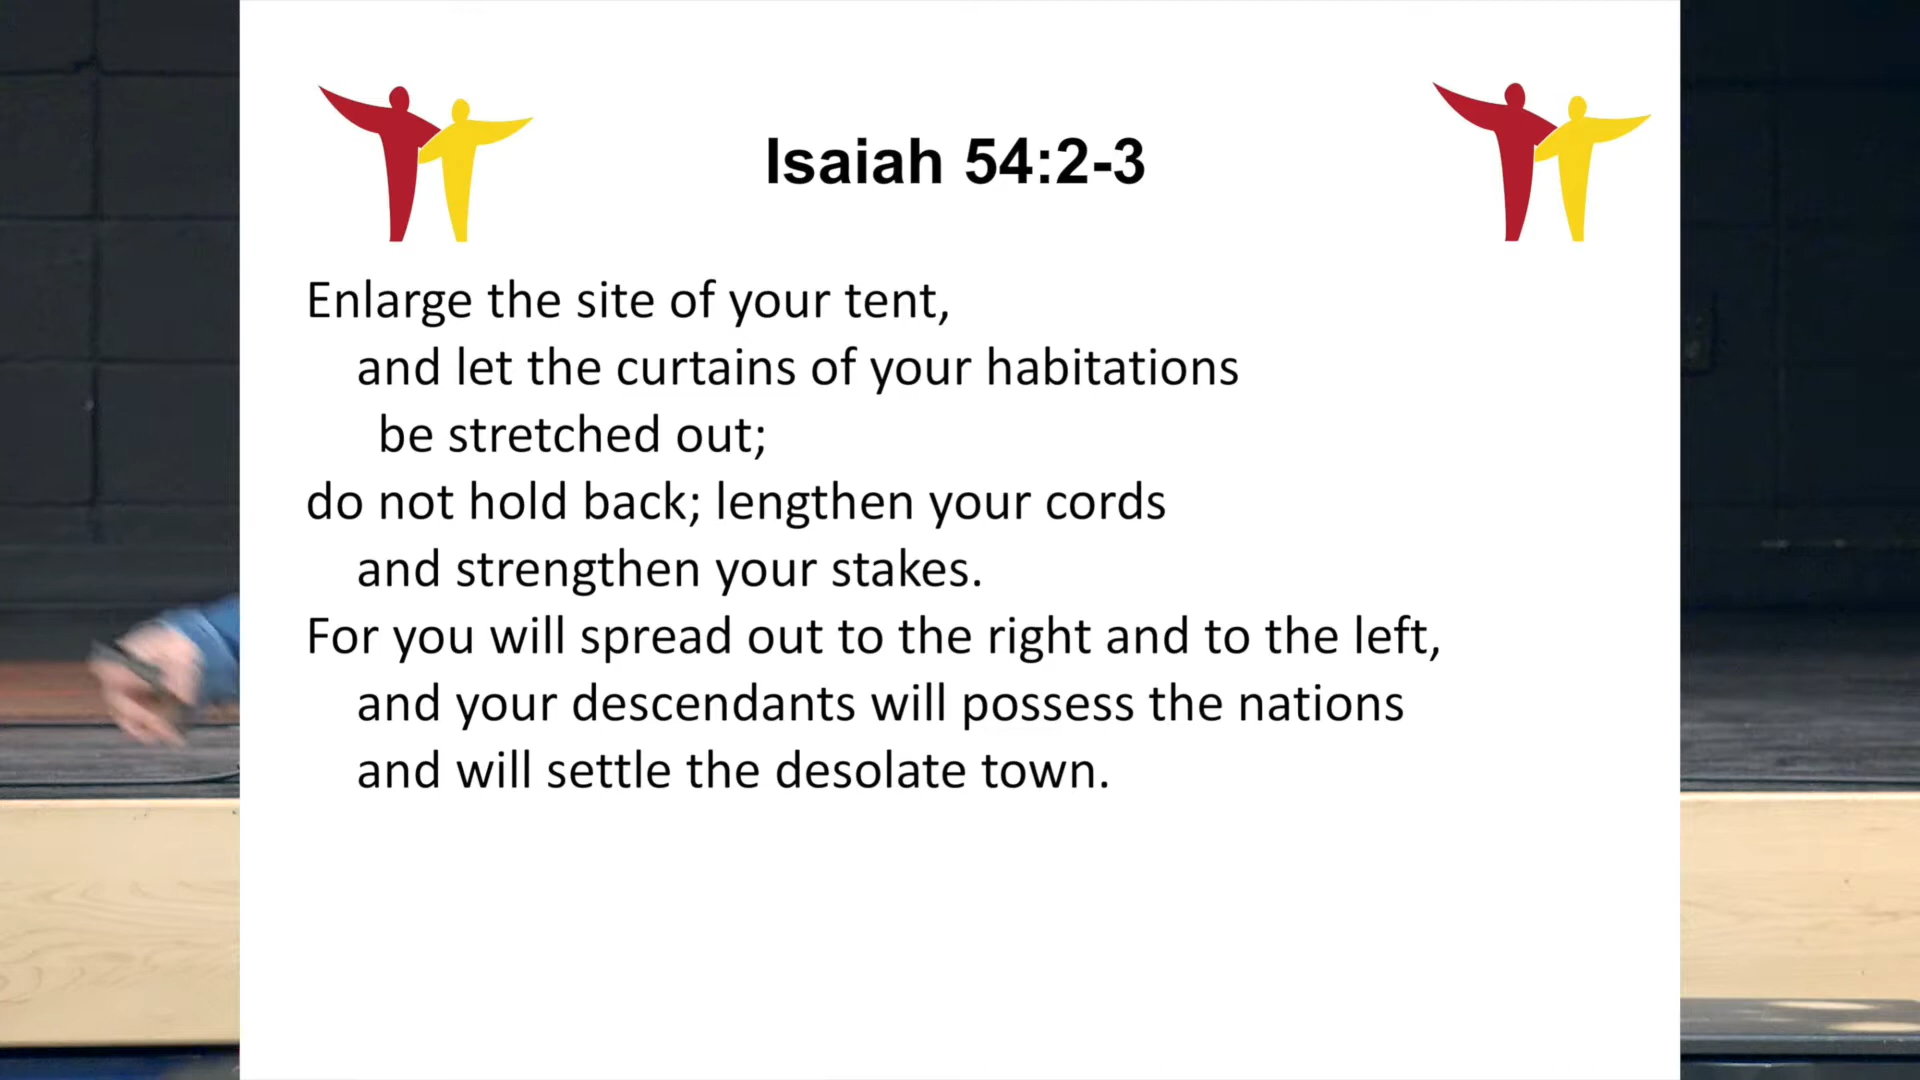 Isaiah 54:2-3
Enlarge the site of your tent,
and let the curtains of your habitations
be stretched out;
do not hold back; lengthen your cords
and strengthen your stakes.
For you will spread out to the right and to the left,
and your descendants will possess the nations
and will settle the desolate town.